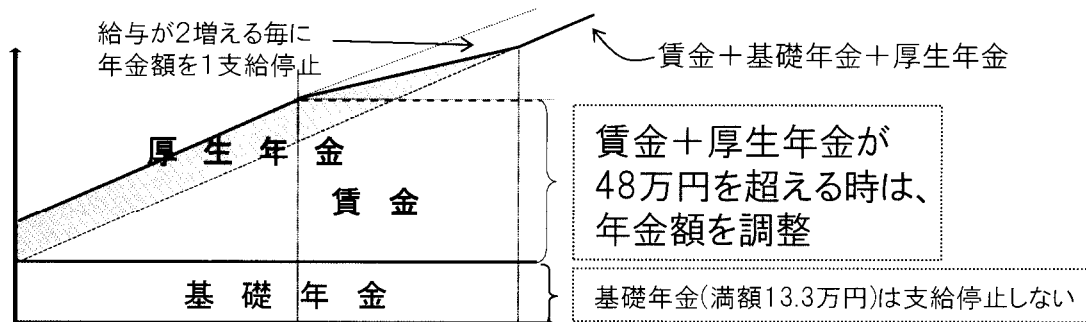 給与が2増える毎に
年金額を1支給停止
賃金＋基礎年金＋厚生年金
厚生年金
賃金
賃金＋厚生年金が
48万円を超える時は、
年金額を調整
基礎年金
基礎年金(満額13.3万円)は支給停止しない